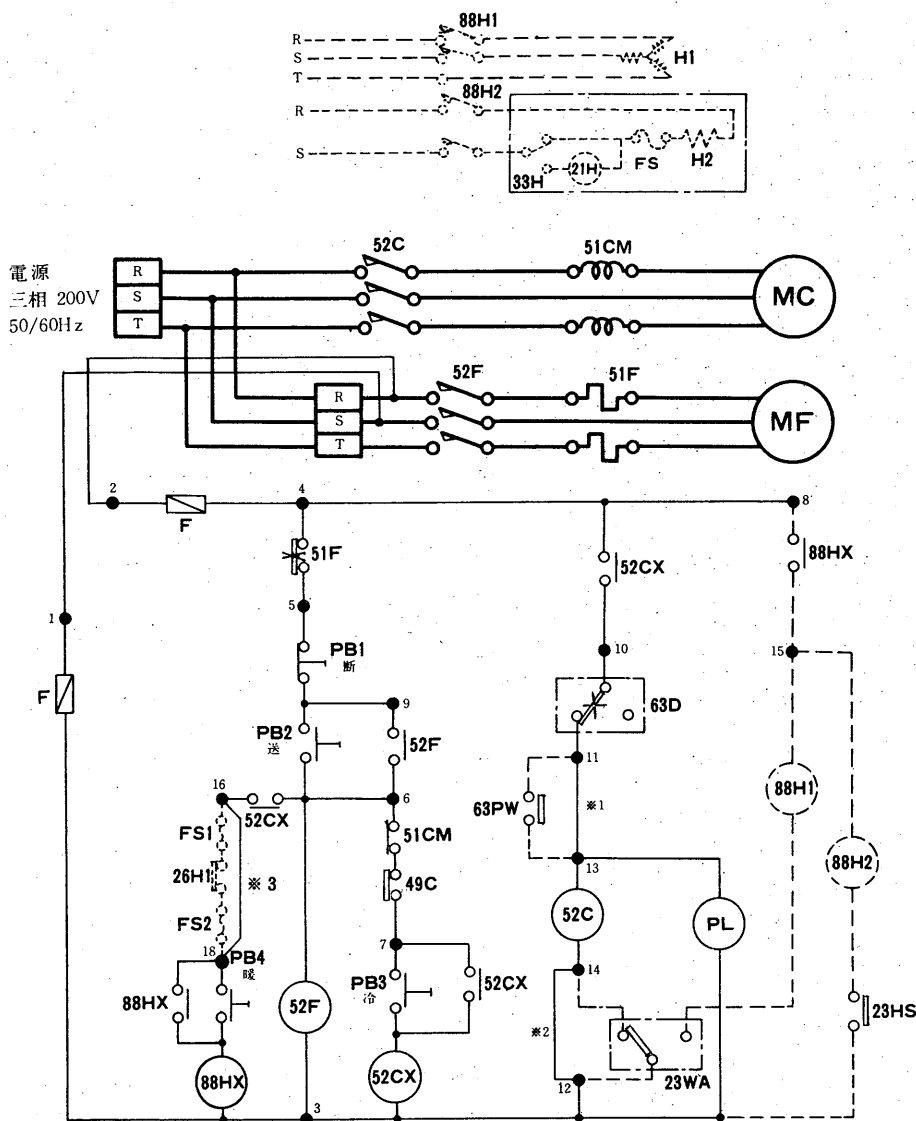 88H1
R
S
H1
T
88H2
R
S
FS
H2
21H
33H
電源
三相 200V
50/60Hz
R
S
T
52C
51CM
MC
52F
51F
R
S
T
MF
2
F
4
8
51F
52CX
88HX
5
1
PB1
断
10
15
F
63D
9
PB2
送
52F
11
16
6
63PW
※1
88H1
52CX
FS1
51CM
26H1
※3
49C
13
88H2
FS2
52C
PL
18
PB4
暖
7
14
88HX
PB3
冷
52CX
52F
※2
23HS
88HX
52CX
12
23WA
3